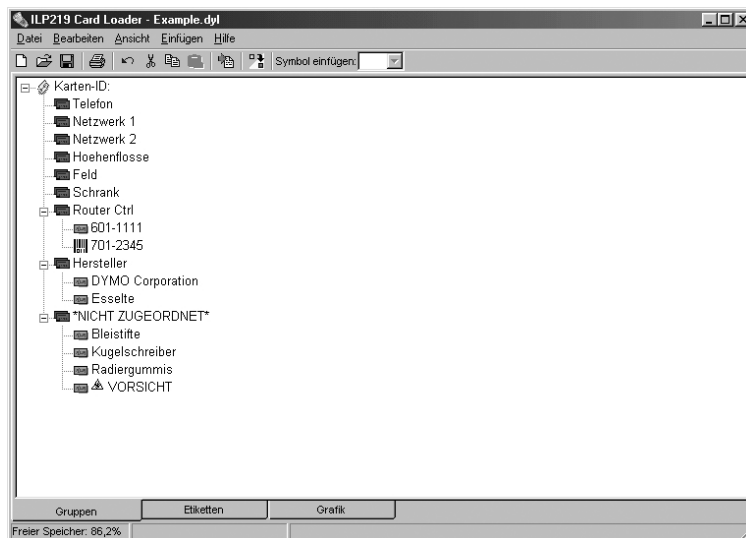 ILP219 Card Loader - Example.dyl
Datei Bearbeiten Ansicht Einfügen Hilfe
Symbol einfügen:
Karten-ID:
Telefon
Netzwerk 1
Netzwerk 2
Hoehenflosse
Feld
Schrank
Router Ctrl
601-1111
701-2345
Hersteller
DYMO Corporation
Esselte
*NICHT ZUGEORDNET*
Bleistifte
Kugelschreiber
Radiergummis
VORSICHT
Gruppen Etiketten Grafik
Freier Speicher: 86,2%